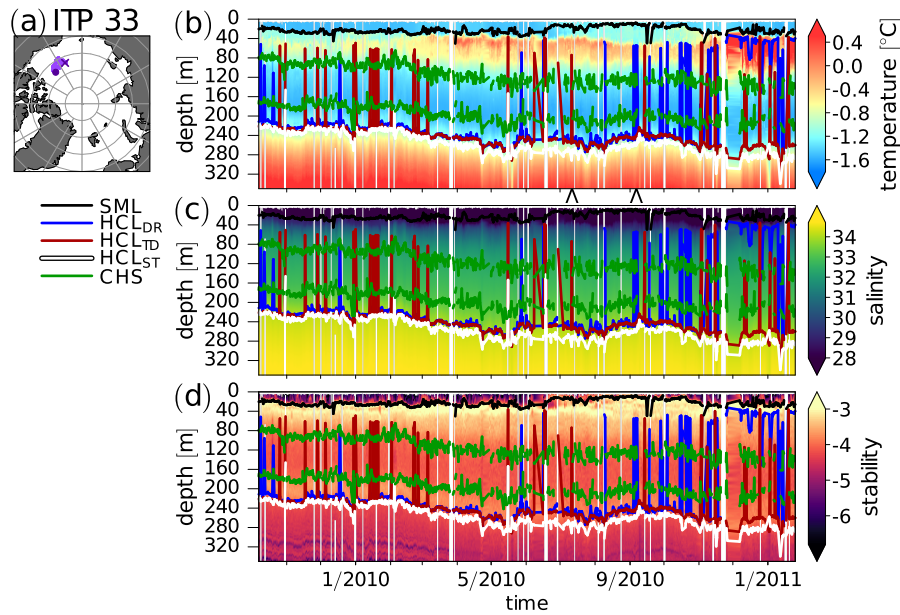 (a) ITP 33
SML
HCL_DR
HCL_TD
HCL_ST
CHS
(b)
0
40
80
120
160
200
240
280
320
depth [m]
0.4
0.0
-0.4
-0.8
-1.2
-1.6
temperature [°C]
^ ^
(c)
0
40
80
120
160
200
240
280
320
depth [m]
34
33
32
31
30
29
28
salinity
(d)
0
40
80
120
160
200
240
280
320
depth [m]
-3
-4
-5
-6
stability
1/2010 5/2010 9/2010 1/2011
time